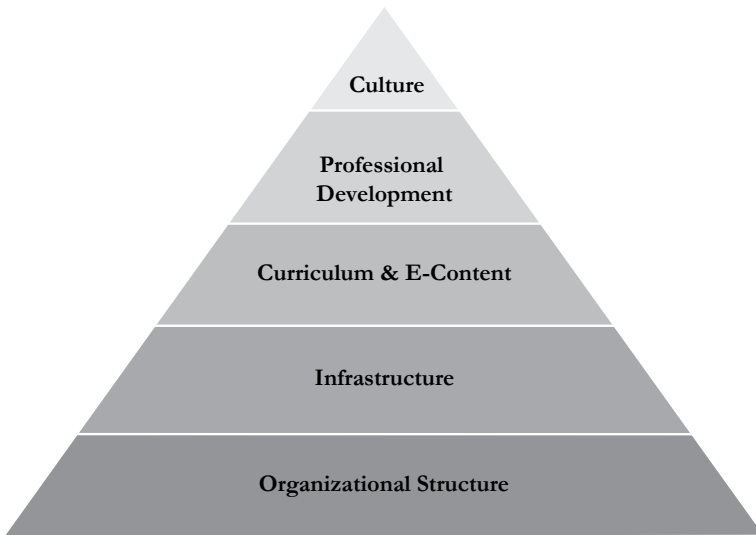 Culture
Professional
Development
Curriculum & E-Content
Infrastructure
Organizational Structure